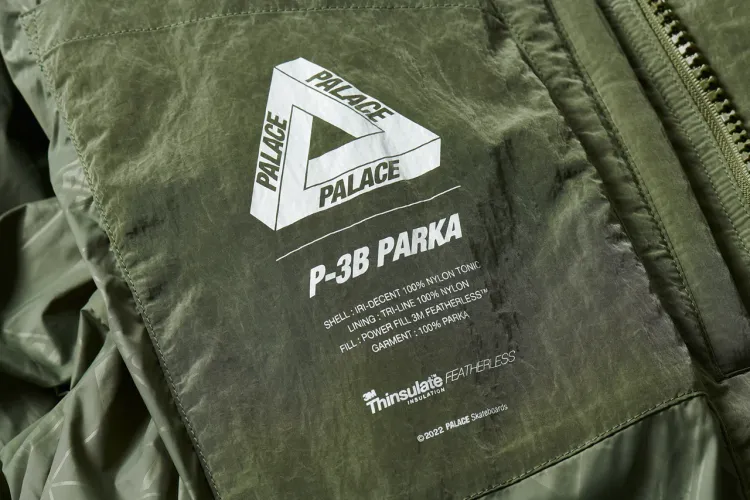 PALACE
PALACE
PALACE
P-3B PARKA
SHELL : IRI-DECENT 100% NYLON TONIC
LINING : TRI-LINE 100% NYLON
FILL : POWER FILL 3M FEATHERLESS™
GARMENT : 100% PARKA
3M
Thinsulate™ FEATHERLESS
INSULATION
©2022 PALACE Skateboards